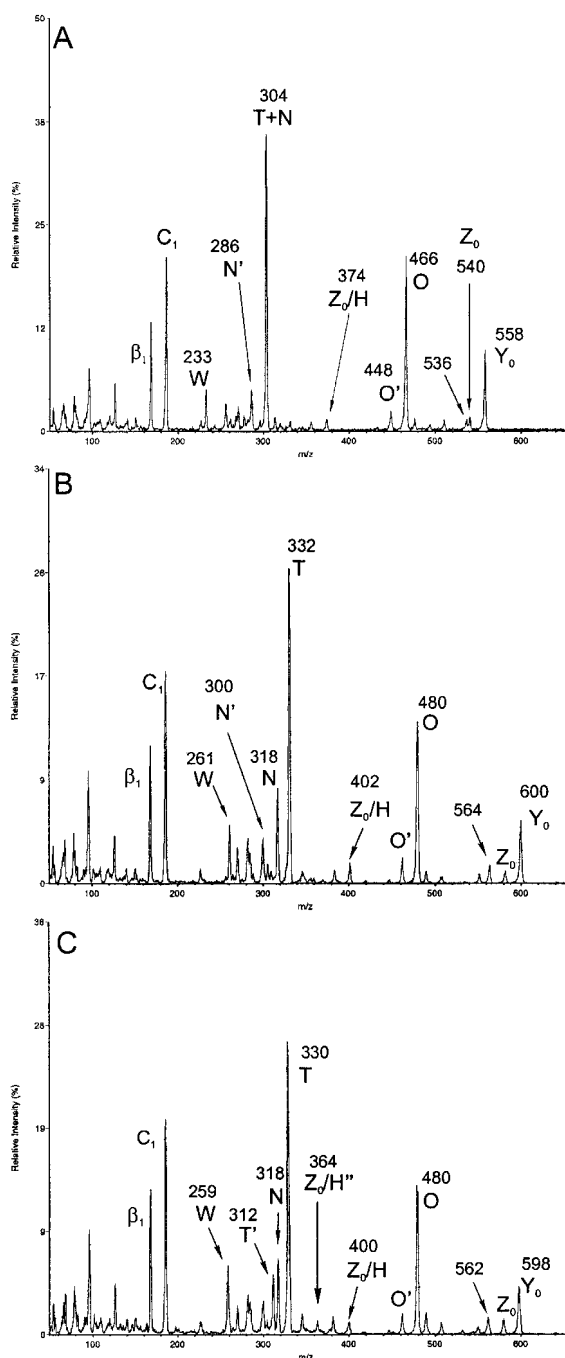 A
50
38
25
12
0
Relative Intensity (%)
304
T+N
C₁
286
N'
β₁
233
W
374
Z₀/H
466
O
448
O'
Z₀
540
536
558
Y₀
100
200
300
400
500
600
m/z
B
34
26
17
9
0
Relative Intensity (%)
332
T
C₁
300
N'
β₁
261
W
318
N
402
Z₀/H
480
O
O'
564
Z₀
600
Y₀
100
200
300
400
500
600
m/z
C
36
28
19
9
0
Relative Intensity (%)
330
T
C₁
β₁
259
W
312
T'
318
N
364
Z₀/H"
400
Z₀/H
480
O
O'
562
Z₀
598
Y₀
100
200
300
400
500
600
m/z